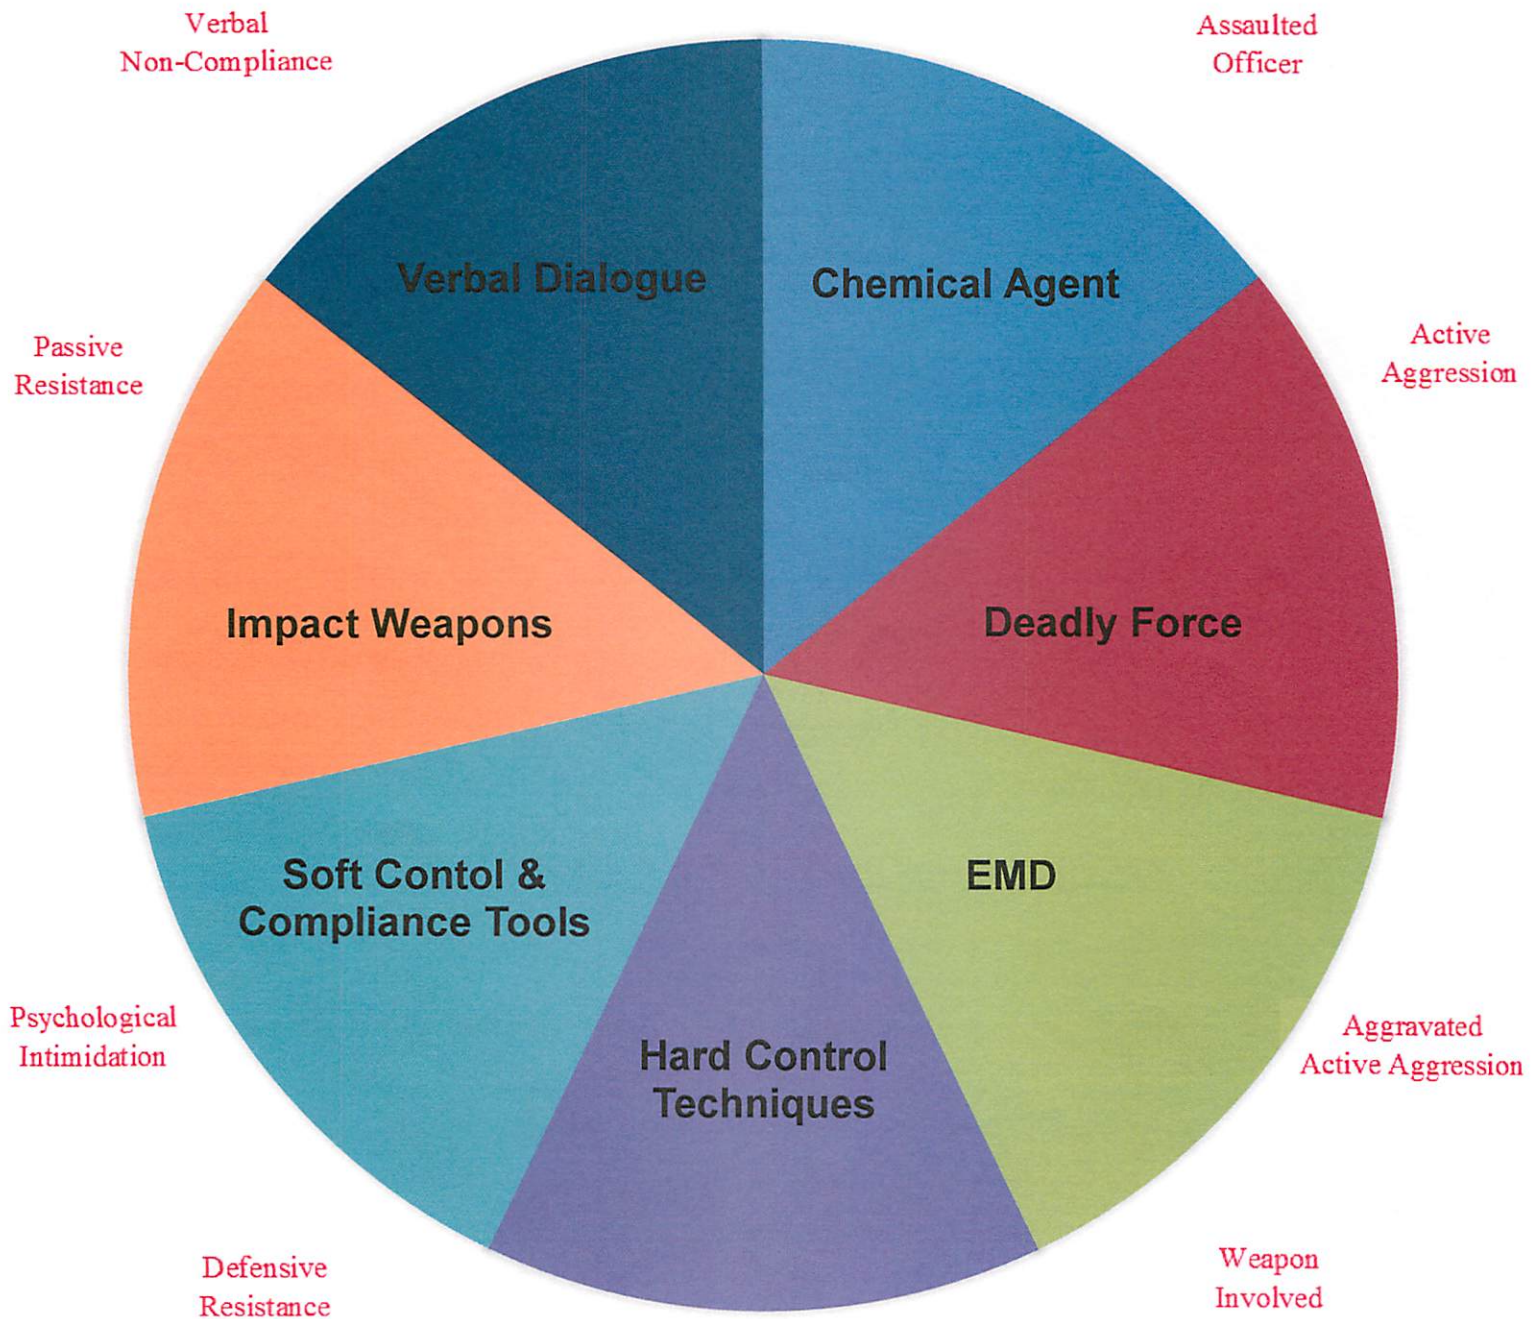 Verbal
Non-Compliance
Assaulted
Officer
Verbal Dialogue
Chemical Agent
Passive
Resistance
Active
Aggression
Impact Weapons
Deadly Force
Soft Contol &
Compliance Tools
EMD
Psychological
Intimidation
Hard Control
Techniques
Aggravated
Active Aggression
Defensive
Resistance
Weapon
Involved